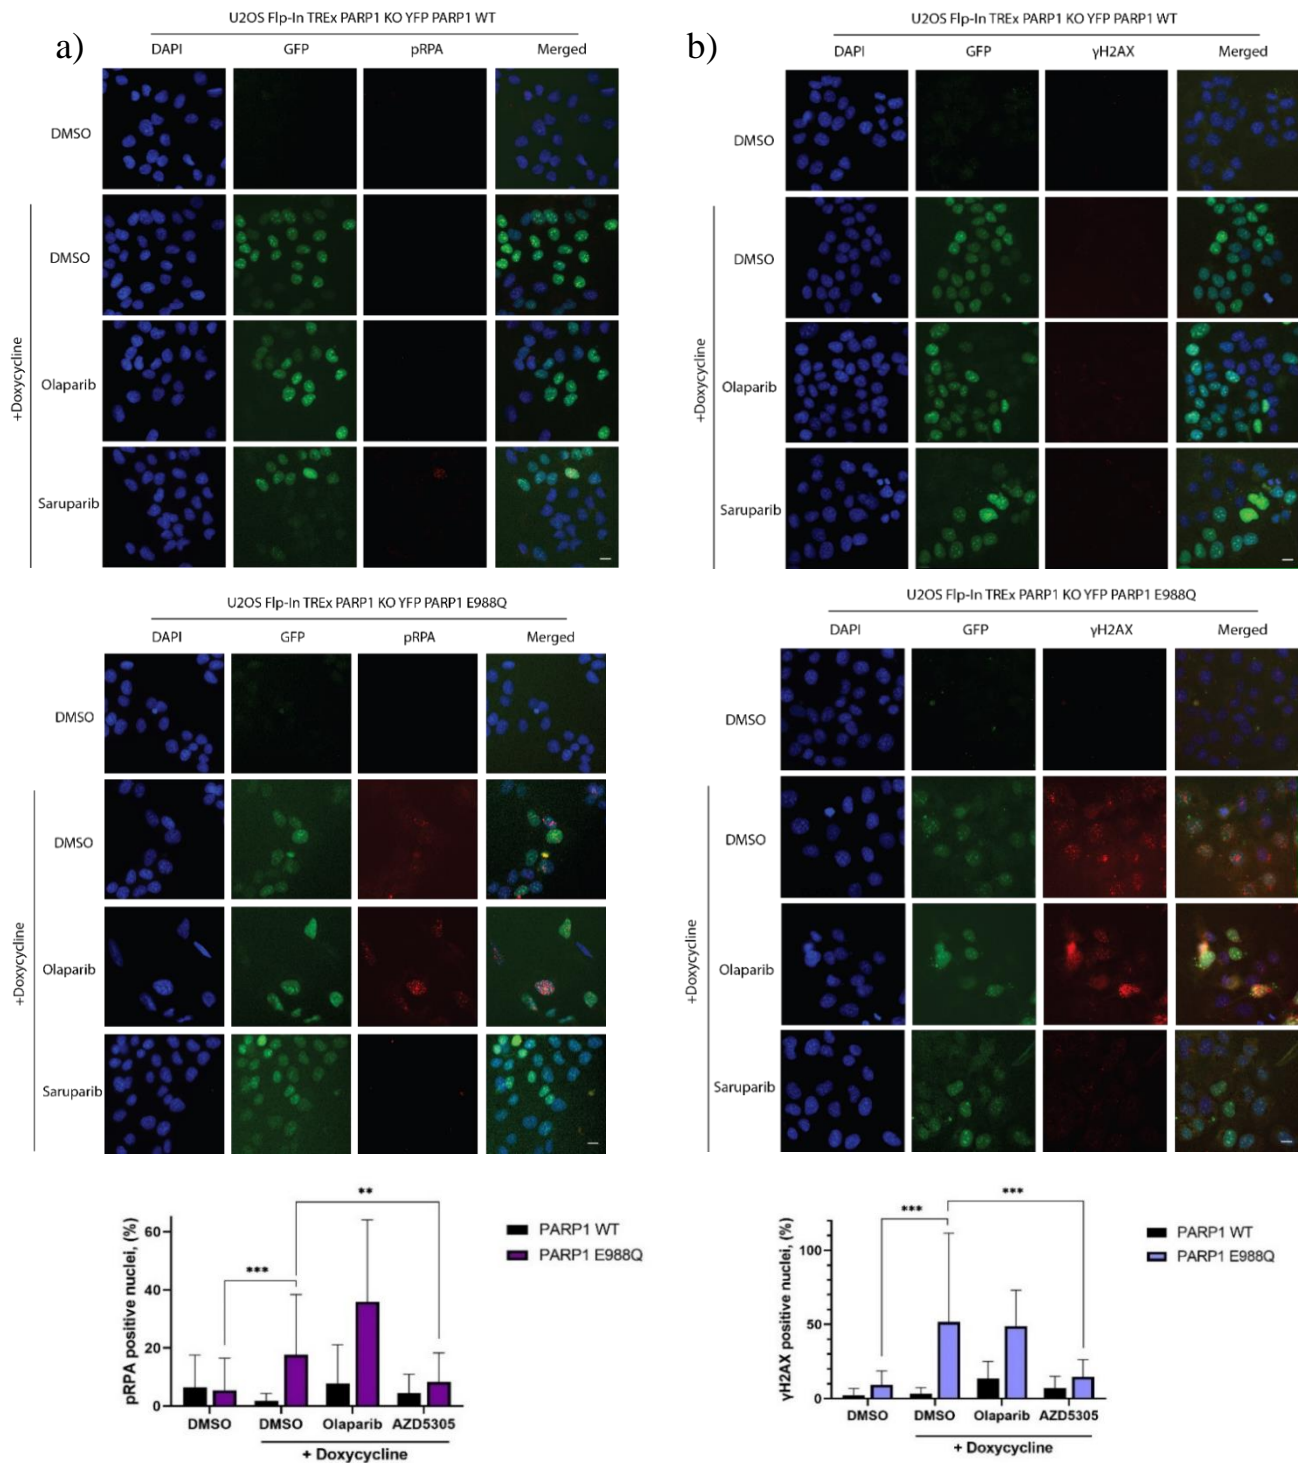 a)
U2OS Flp-In TREx PARP1 KO YFP PARP1 WT
DAPI GFP pRPA Merged
DMSO
+Doxycycline
DMSO
Olaparib
Saruparib
b)
U2OS Flp-In TREx PARP1 KO YFP PARP1 WT
DAPI GFP γH2AX Merged
DMSO
+Doxycycline
DMSO
Olaparib
Saruparib
U2OS Flp-In TREx PARP1 KO YFP PARP1 E988Q
DAPI GFP pRPA Merged
DMSO
+Doxycycline
DMSO
Olaparib
Saruparib
U2OS Flp-In TREx PARP1 KO YFP PARP1 E988Q
DAPI GFP γH2AX Merged
DMSO
+Doxycycline
DMSO
Olaparib
Saruparib
pRPA positive nuclei, (%)
60
40
20
0
***
**
PARP1 WT
PARP1 E988Q
DMSO DMSO Olaparib AZD5305
+ Doxycycline
γH2AX positive nuclei, (%)
100
50
0
***
***
PARP1 WT
PARP1 E988Q
DMSO DMSO Olaparib AZD5305
+ Doxycycline